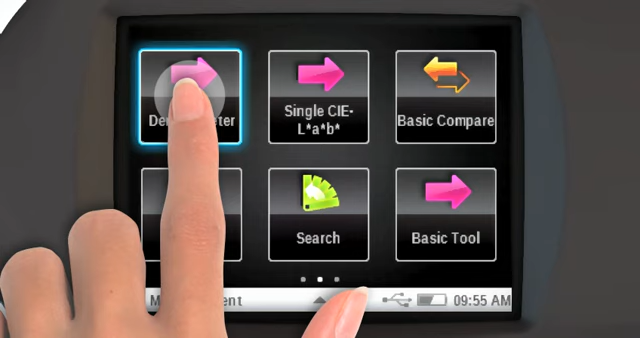 Single CIE-
L*a*b*
Basic Compare
Search
Basic Tool
09:55 AM